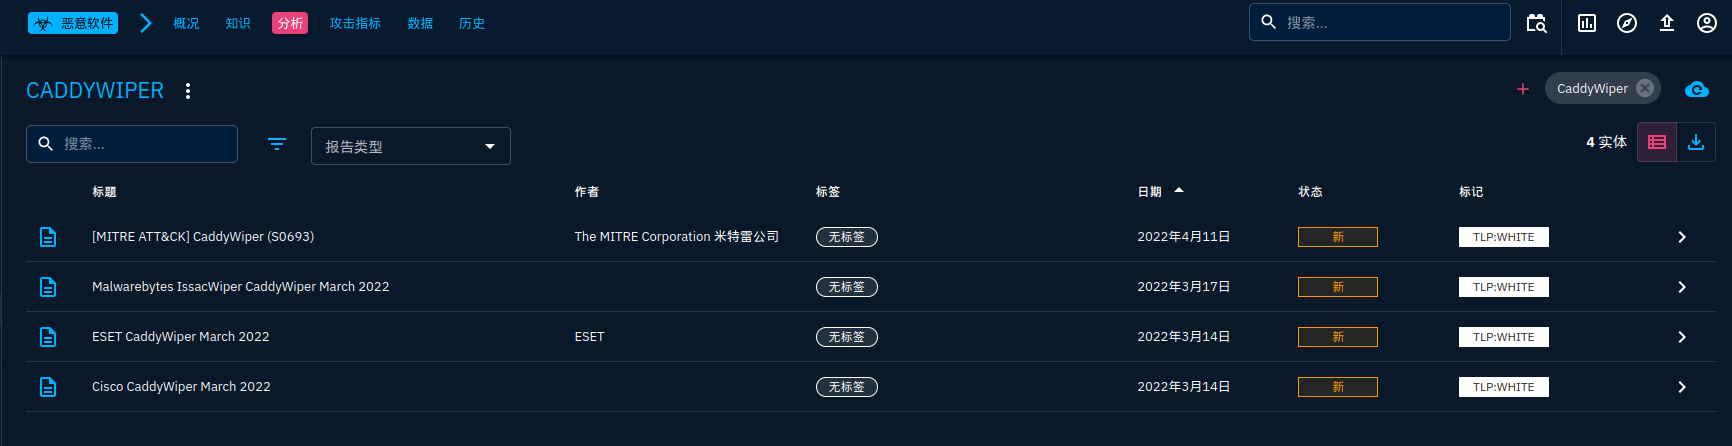 恶意软件 概况 知识 分析 攻击指标 数据 历史 搜索...
CADDYWIPER CaddyWiper
搜索... 报告类型 4 实体
标题 作者 标签 日期 状态 标记
[MITRE ATT&CK] CaddyWiper (S0693) The MITRE Corporation 米特雷公司 无标签 2022年4月11日 新 TLP:WHITE
Malwarebytes IssacWiper CaddyWiper March 2022 无标签 2022年3月17日 新 TLP:WHITE
ESET CaddyWiper March 2022 ESET 无标签 2022年3月14日 新 TLP:WHITE
Cisco CaddyWiper March 2022 无标签 2022年3月14日 新 TLP:WHITE